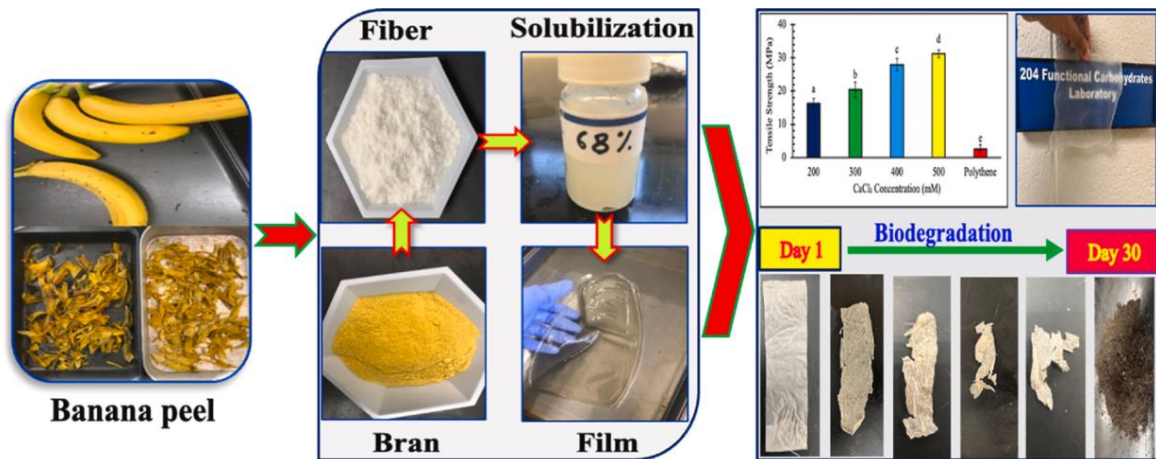 Banana peel
Fiber
Solubilization
68%
Bran
Film
Tensile Strength (MPa)
40
30
20
10
0
a
b
c
d
e
200
300
400
500
Polythene
CaCl₂ Concentration (mM)
204 Functional Carbohydrates
Laboratory
Day 1
Biodegradation
Day 30